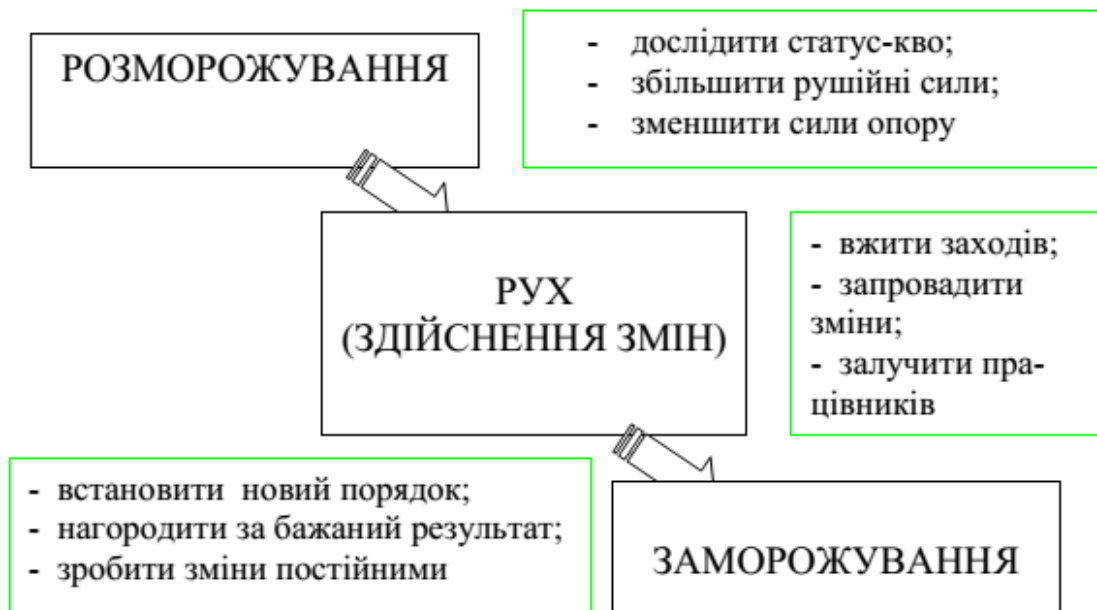 РОЗМОРОЖУВАННЯ
- дослідити статус-кво;
- збільшити рушійні сили;
- зменшити сили опору
РУХ
(ЗДІЙСНЕННЯ ЗМІН)
- вжити заходів;
- запровадити
зміни;
- залучити пра-
цівників
- встановити новий порядок;
- нагородити за бажаний результат;
- зробити зміни постійними
ЗАМОРОЖУВАННЯ